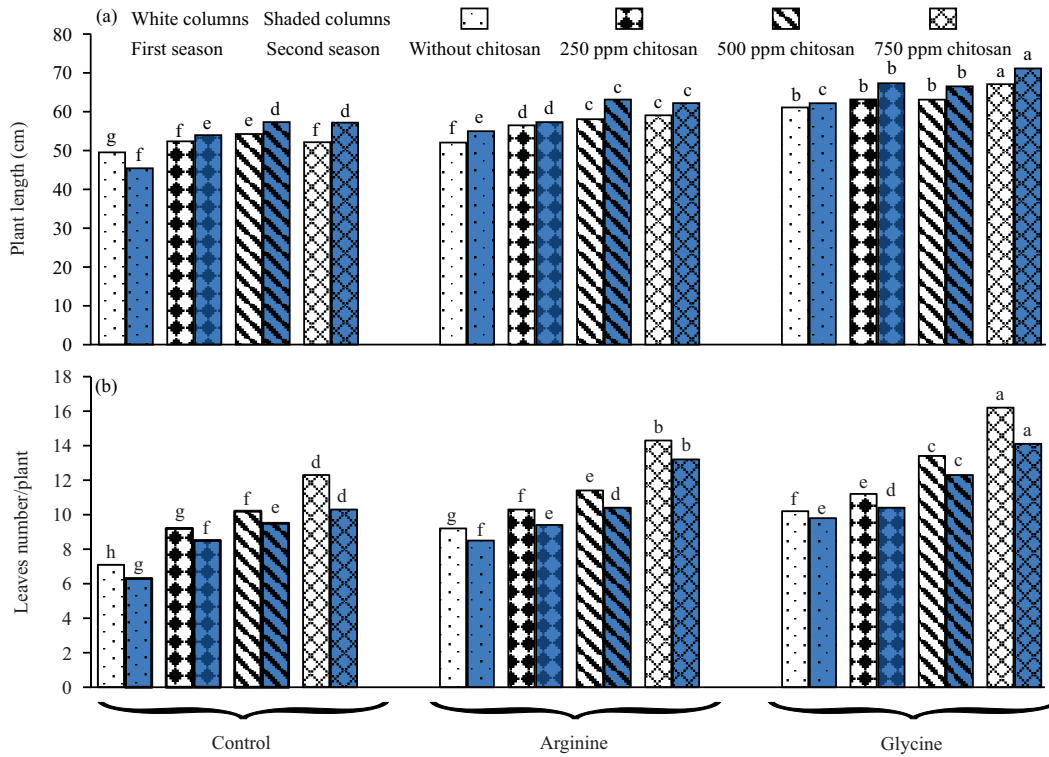 (a) White columns Shaded columns
First season Second season Without chitosan 250 ppm chitosan 500 ppm chitosan 750 ppm chitosan
Plant length (cm)
80
70
60
50
40
30
20
10
0
g f f e e d f d f e f d c c c c b c b b b b a a
(b)
Leaves number/plant
18
16
14
12
10
8
6
4
2
0
h g g f f e d d g f f e e d b b f e e d c c a a
Control Arginine Glycine